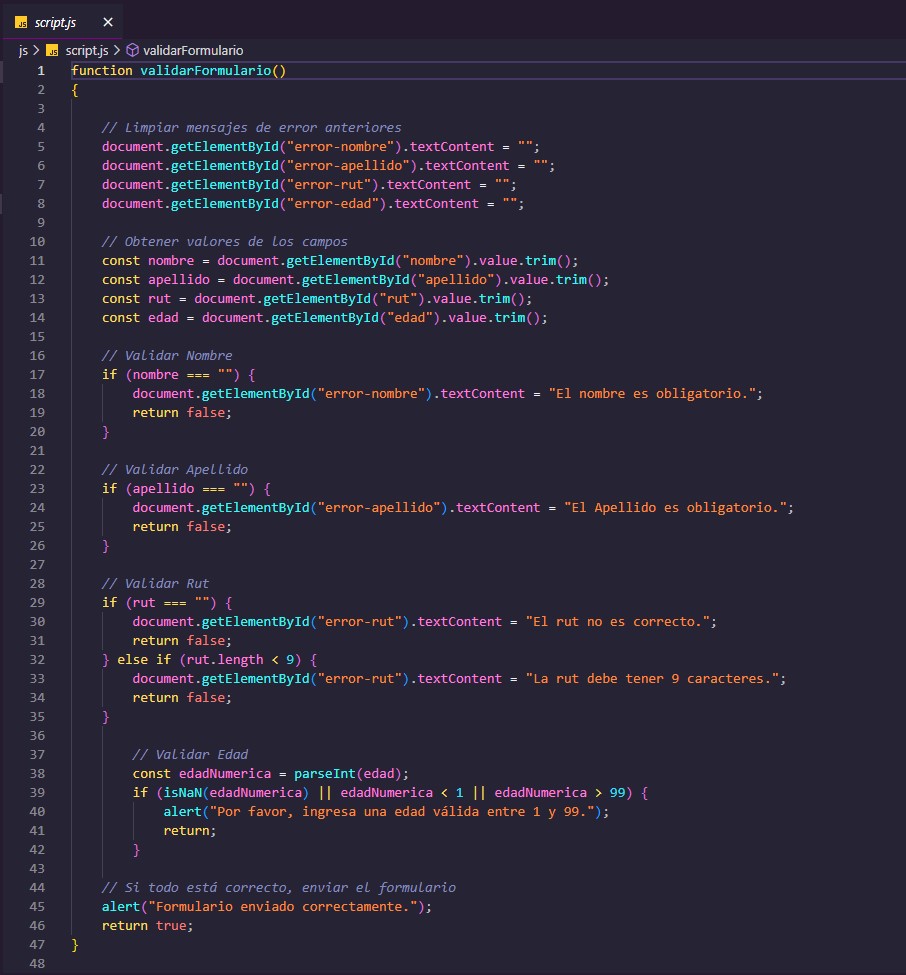 JS script.js ×
js > JS script.js > validarFormulario
1 function validarFormulario()
2 {
3
4     // Limpiar mensajes de error anteriores
5     document.getElementById("error-nombre").textContent = "";
6     document.getElementById("error-apellido").textContent = "";
7     document.getElementById("error-rut").textContent = "";
8     document.getElementById("error-edad").textContent = "";
9
10     // Obtener valores de los campos
11     const nombre = document.getElementById("nombre").value.trim();
12     const apellido = document.getElementById("apellido").value.trim();
13     const rut = document.getElementById("rut").value.trim();
14     const edad = document.getElementById("edad").value.trim();
15
16     // Validar Nombre
17     if (nombre === "") {
18         document.getElementById("error-nombre").textContent = "El nombre es obligatorio.";
19         return false;
20     }
21
22     // Validar Apellido
23     if (apellido === "") {
24         document.getElementById("error-apellido").textContent = "El Apellido es obligatorio.";
25         return false;
26     }
27
28     // Validar Rut
29     if (rut === "") {
30         document.getElementById("error-rut").textContent = "El rut no es correcto.";
31         return false;
32     } else if (rut.length < 9) {
33         document.getElementById("error-rut").textContent = "La rut debe tener 9 caracteres.";
34         return false;
35     }
36
37         // Validar Edad
38         const edadNumerica = parseInt(edad);
39         if (isNaN(edadNumerica) || edadNumerica < 1 || edadNumerica > 99) {
40             alert("Por favor, ingresa una edad válida entre 1 y 99.");
41             return;
42         }
43
44     // Si todo está correcto, enviar el formulario
45     alert("Formulario enviado correctamente.");
46     return true;
47 }
48